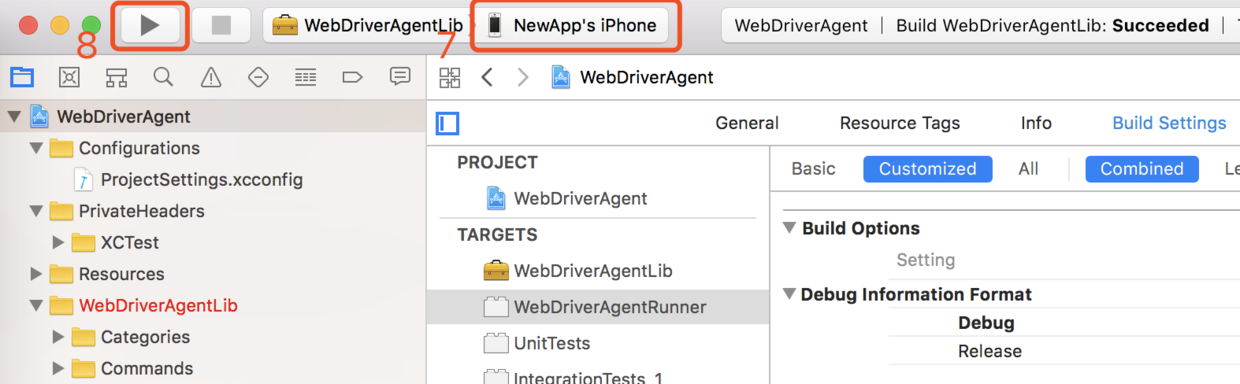 8
WebDriverAgentLib
7
NewApp's iPhone
WebDriverAgent | Build WebDriverAgentLib: Succeeded |
WebDriverAgent
WebDriverAgent
General
Resource Tags
Info
Build Settings
Configurations
ProjectSettings.xcconfig
PrivateHeaders
XCTest
Resources
WebDriverAgentLib
Categories
Commands
PROJECT
WebDriverAgent
TARGETS
WebDriverAgentLib
WebDriverAgentRunner
UnitTests
IntegrationTests_1
Basic
Customized
All
Combined
Le
Build Options
Setting
Debug Information Format
Debug
Release